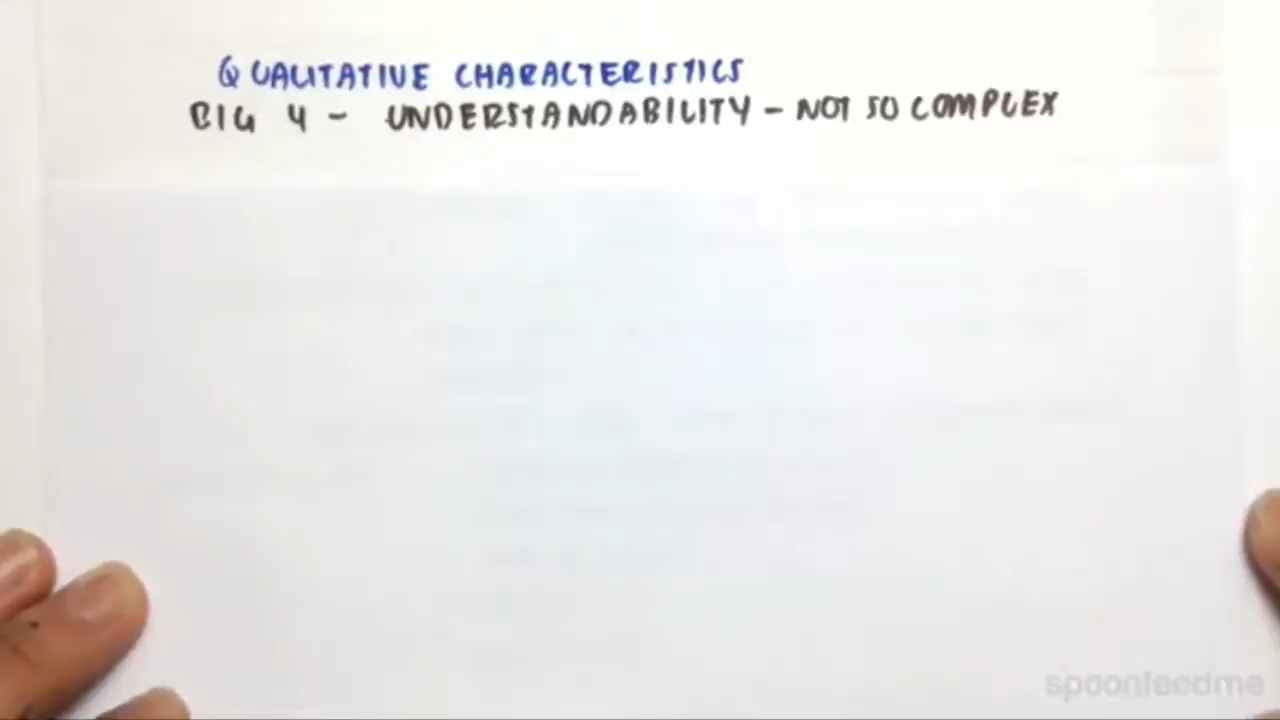 QUALITATIVE CHARACTERISTICS
BIG 4 - UNDERSTANDABILITY - NOT SO COMPLEX
spoonfeedme